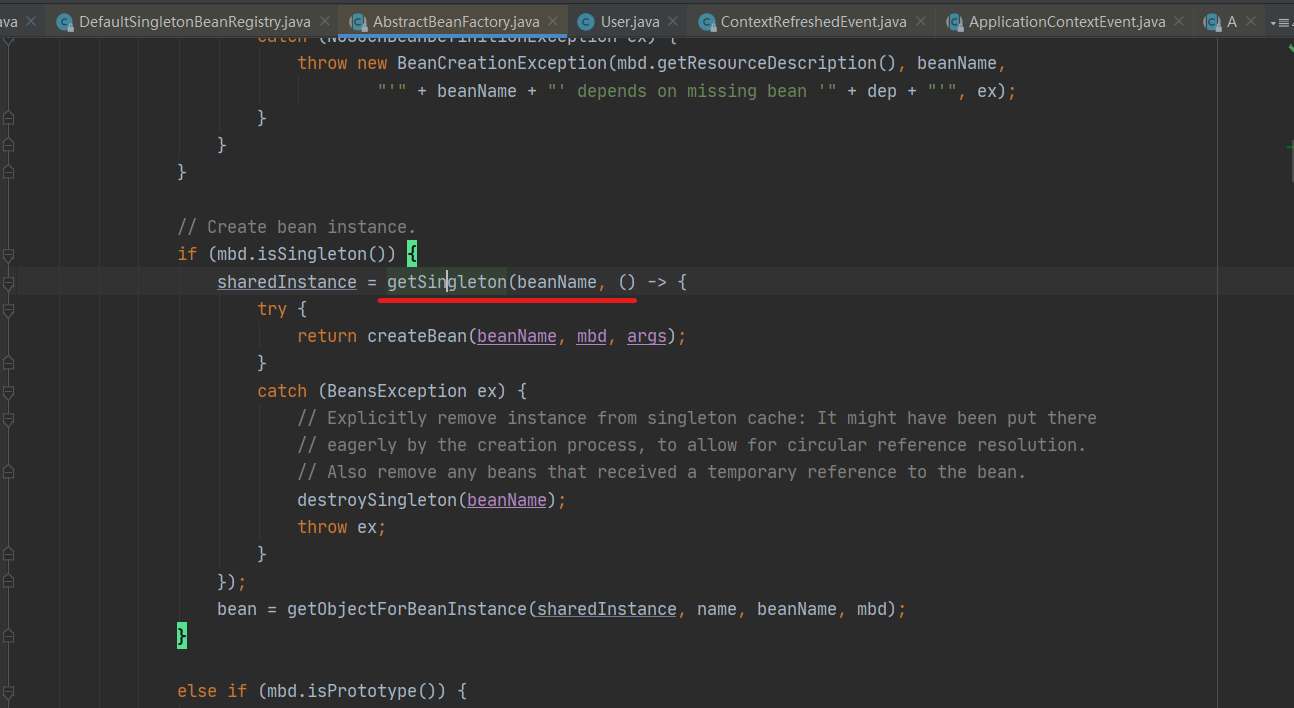 ava DefaultSingletonBeanRegistry.java AbstractBeanFactory.java User.java ContextRefreshedEvent.java ApplicationContextEvent.java A
catch (NoSuchBeanDefinitionException ex) {
throw new BeanCreationException(mbd.getResourceDescription(), beanName,
"'" + beanName + "' depends on missing bean '" + dep + "'", ex);
}
}
}
// Create bean instance.
if (mbd.isSingleton()) {
sharedInstance = getSingleton(beanName, () -> {
try {
return createBean(beanName, mbd, args);
}
catch (BeansException ex) {
// Explicitly remove instance from singleton cache: It might have been put there
// eagerly by the creation process, to allow for circular reference resolution.
// Also remove any beans that received a temporary reference to the bean.
destroySingleton(beanName);
throw ex;
}
});
bean = getObjectForBeanInstance(sharedInstance, name, beanName, mbd);
}
else if (mbd.isPrototype()) {